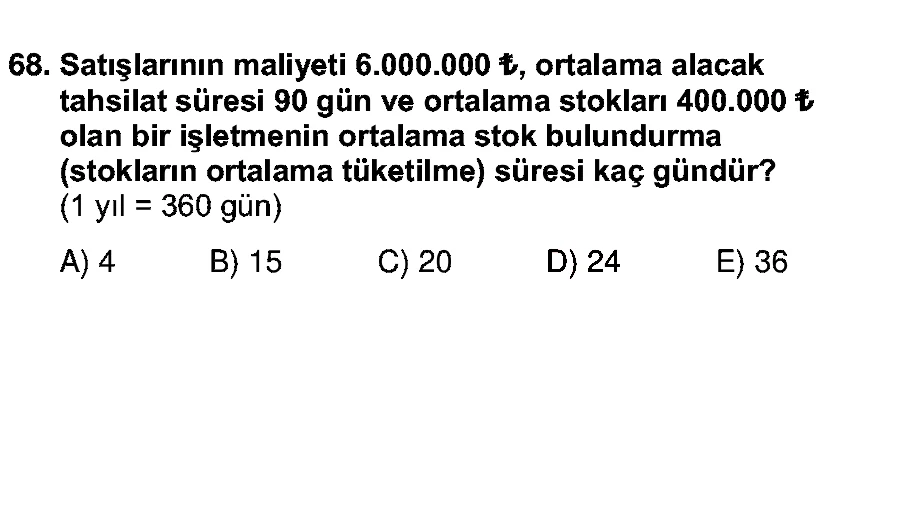 68. Satışlarının maliyeti 6.000.000 ₺, ortalama alacak
tahsilat süresi 90 gün ve ortalama stokları 400.000 ₺
olan bir işletmenin ortalama stok bulundurma
(stokların ortalama tüketilme) süresi kaç gündür?
(1 yıl = 360 gün)
A) 4 B) 15 C) 20 D) 24 E) 36